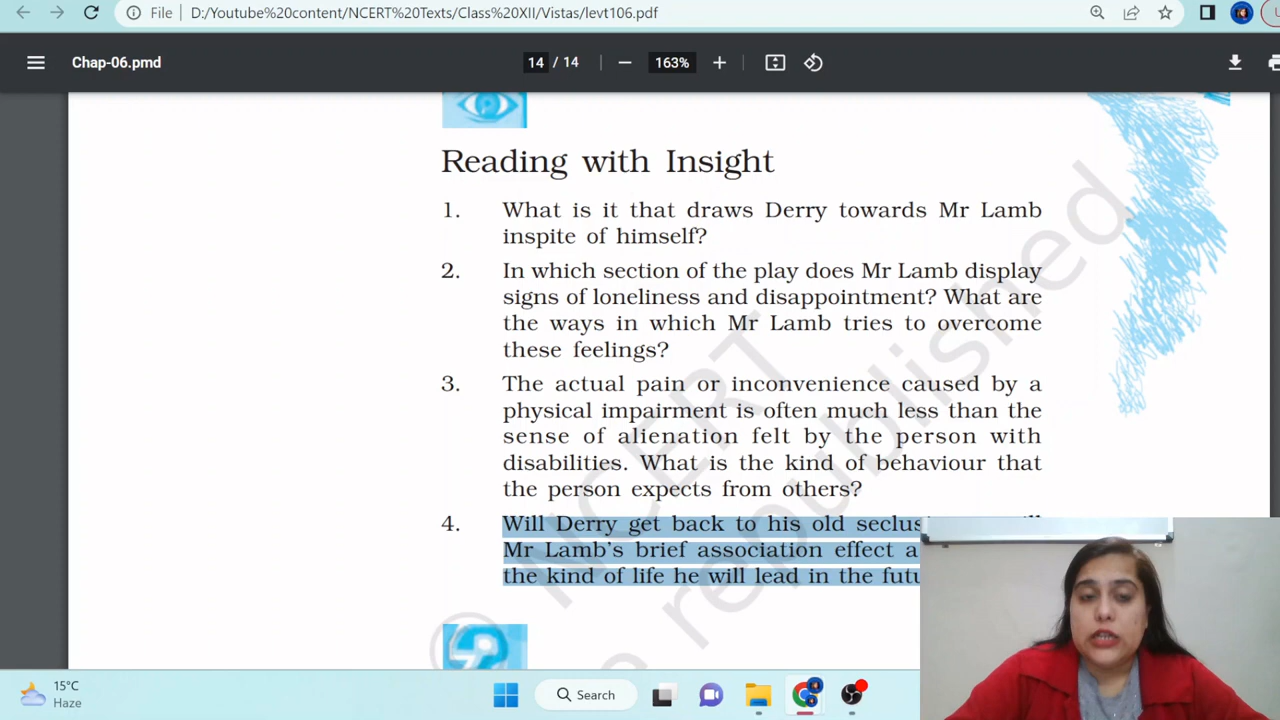 File D:/Youtube%20content/NCERT%20Texts/Class%20XII/Vistas/levt106.pdf
Chap-06.pmd
14 / 14
163%
Reading with Insight
1. What is it that draws Derry towards Mr Lamb
inspite of himself?
2. In which section of the play does Mr Lamb display
signs of loneliness and disappointment? What are
the ways in which Mr Lamb tries to overcome
these feelings?
3. The actual pain or inconvenience caused by a
physical impairment is often much less than the
sense of alienation felt by the person with
disabilities. What is the kind of behaviour that
the person expects from others?
4. Will Derry get back to his old
Mr Lamb's brief association effect a
the kind of life he will lead in the
© NCERT
be republished
15°C
Haze
Search